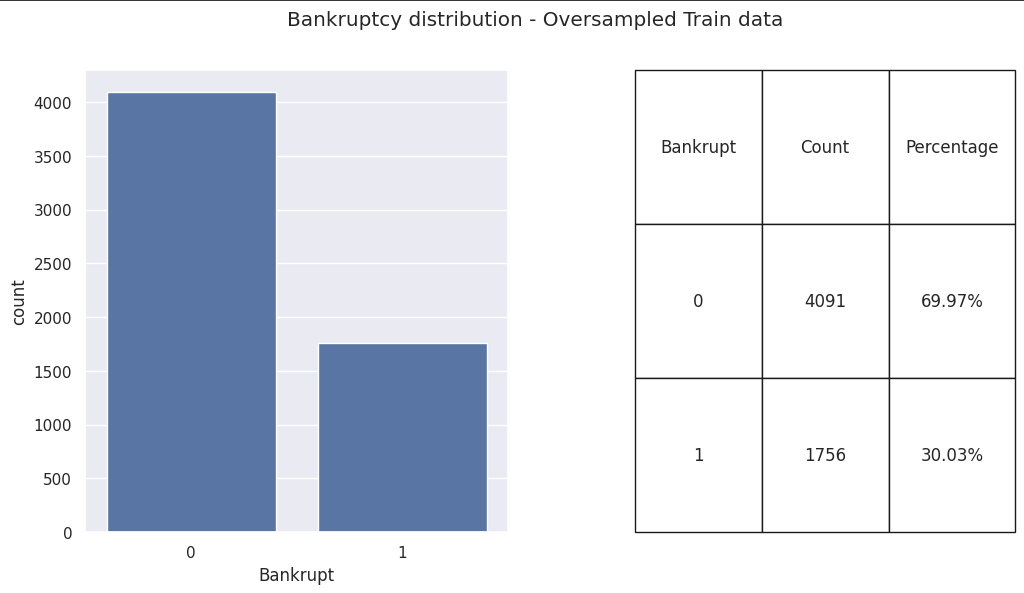 Bankruptcy distribution - Oversampled Train data
4000
3500
3000
2500
2000
1500
1000
500
0
count
0 1
Bankrupt
Bankrupt Count Percentage
0 4091 69.97%
1 1756 30.03%